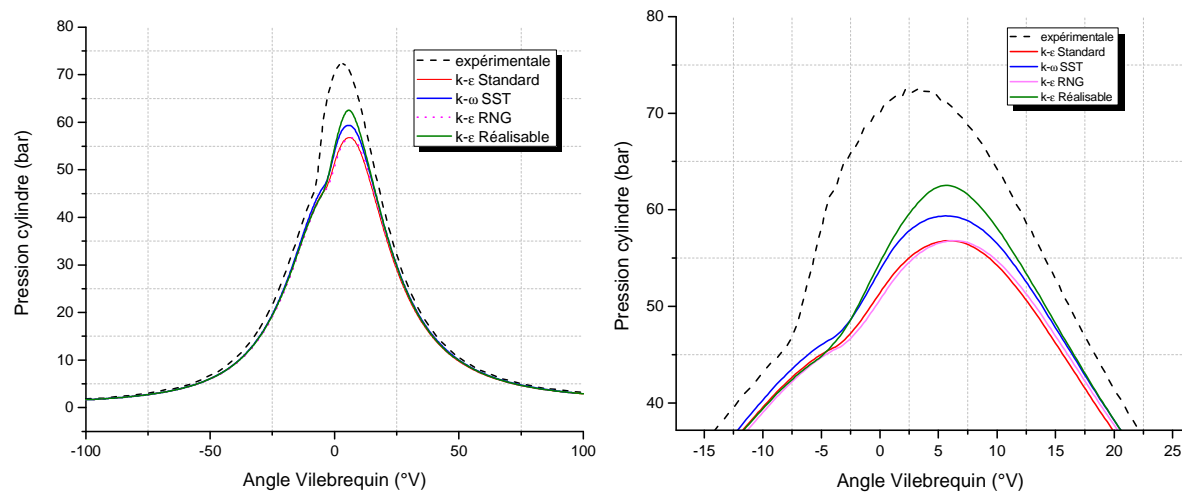 80
70
60
50
40
30
20
10
0
-100
-50
0
50
100
Pression cylindre (bar)
Angle Vilebrequin (°V)
expérimentale
k-ε Standard
k-ω SST
k-ε RNG
k-ε Réalisable
80
70
60
50
40
-15
-10
-5
0
5
10
15
20
25
Pression cylindre (bar)
Angle Vilebrequin (°V)
expérimentale
k-ε Standard
k-ω SST
k-ε RNG
k-ε Réalisable